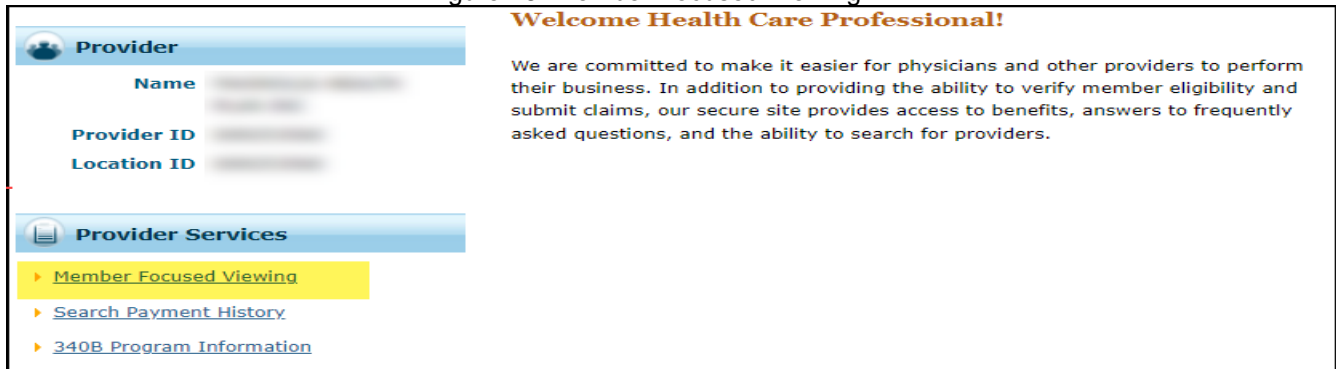 Provider
Name
Provider ID
Location ID
Provider Services
Member Focused Viewing
Search Payment History
340B Program Information
Welcome Health Care Professional!
We are committed to make it easier for physicians and other providers to perform
their business. In addition to providing the ability to verify member eligibility and
submit claims, our secure site provides access to benefits, answers to frequently
asked questions, and the ability to search for providers.